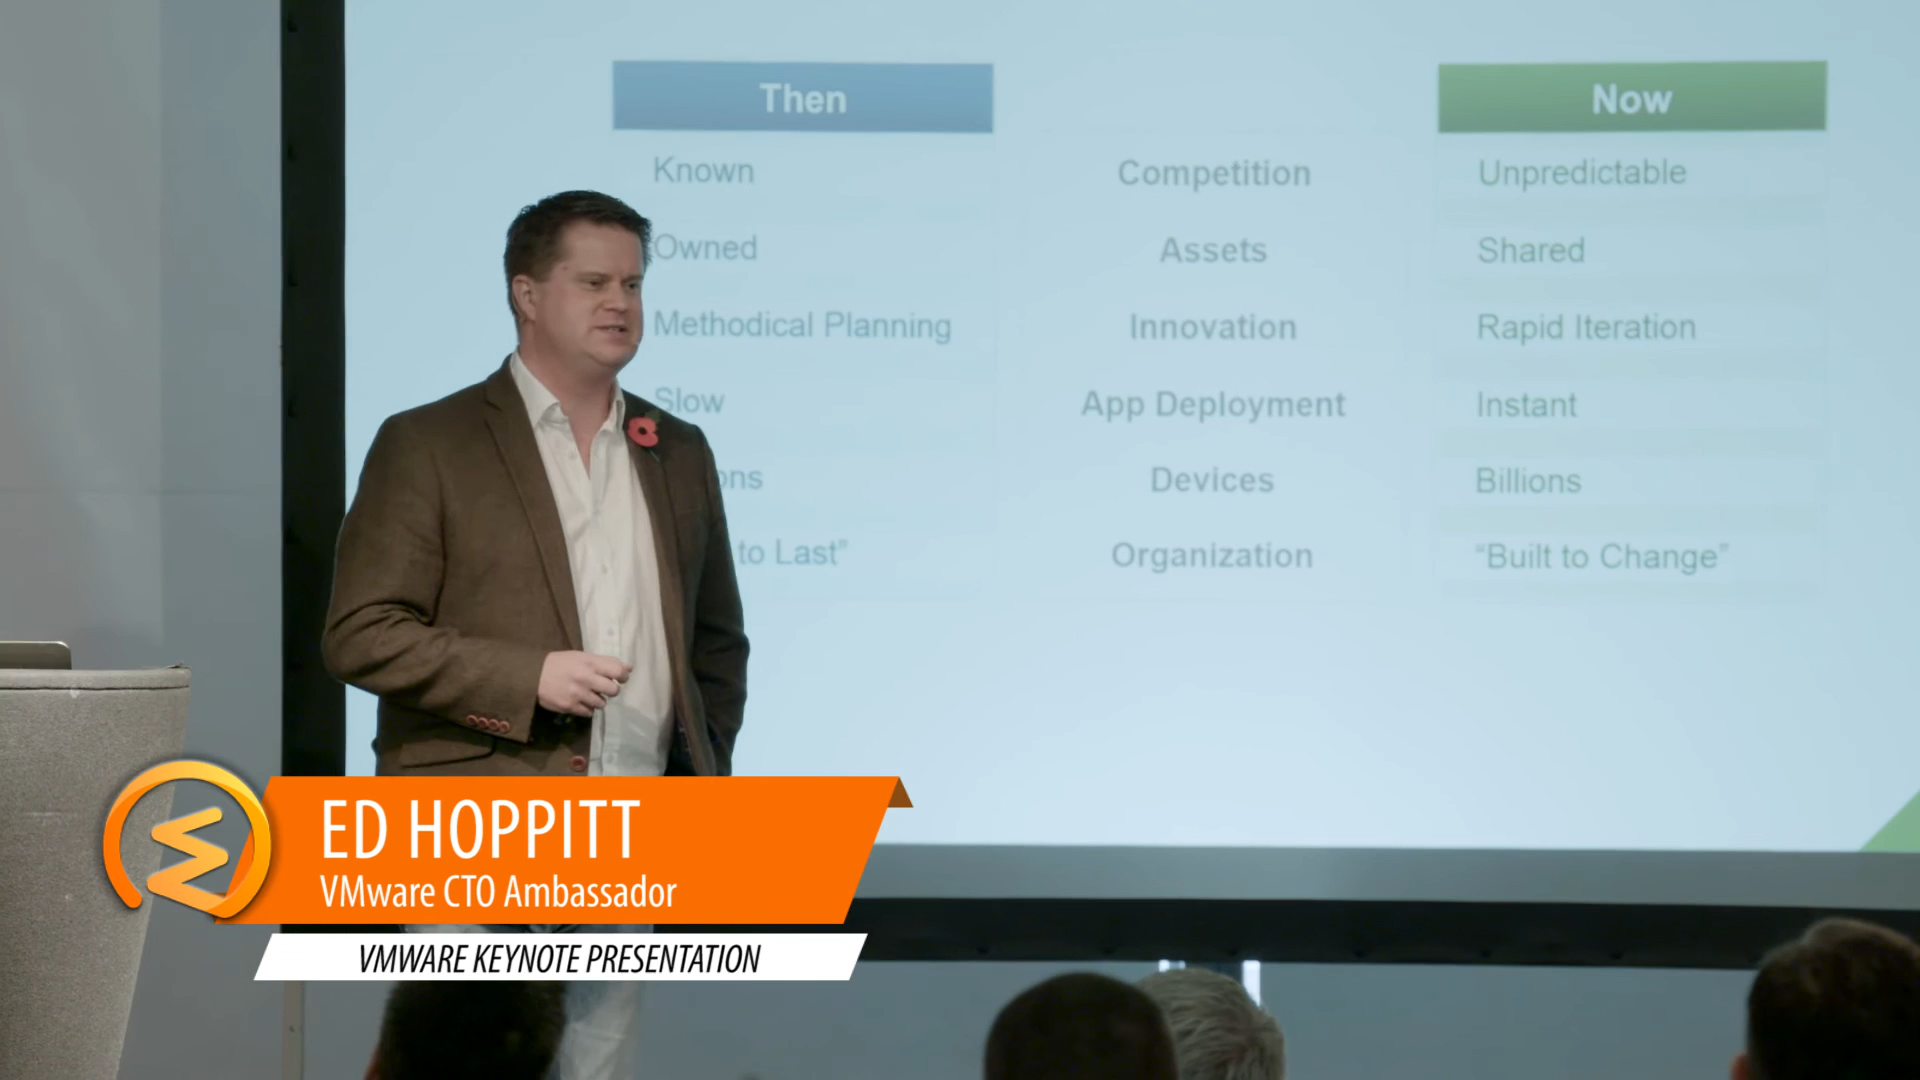 Then
Now
Known
Competition
Unpredictable
Owned
Assets
Shared
Methodical Planning
Innovation
Rapid Iteration
Slow
App Deployment
Instant
Devices
Billions
to Last”
Organization
“Built to Change”
ED HOPPITT
VMware CTO Ambassador
VMWARE KEYNOTE PRESENTATION